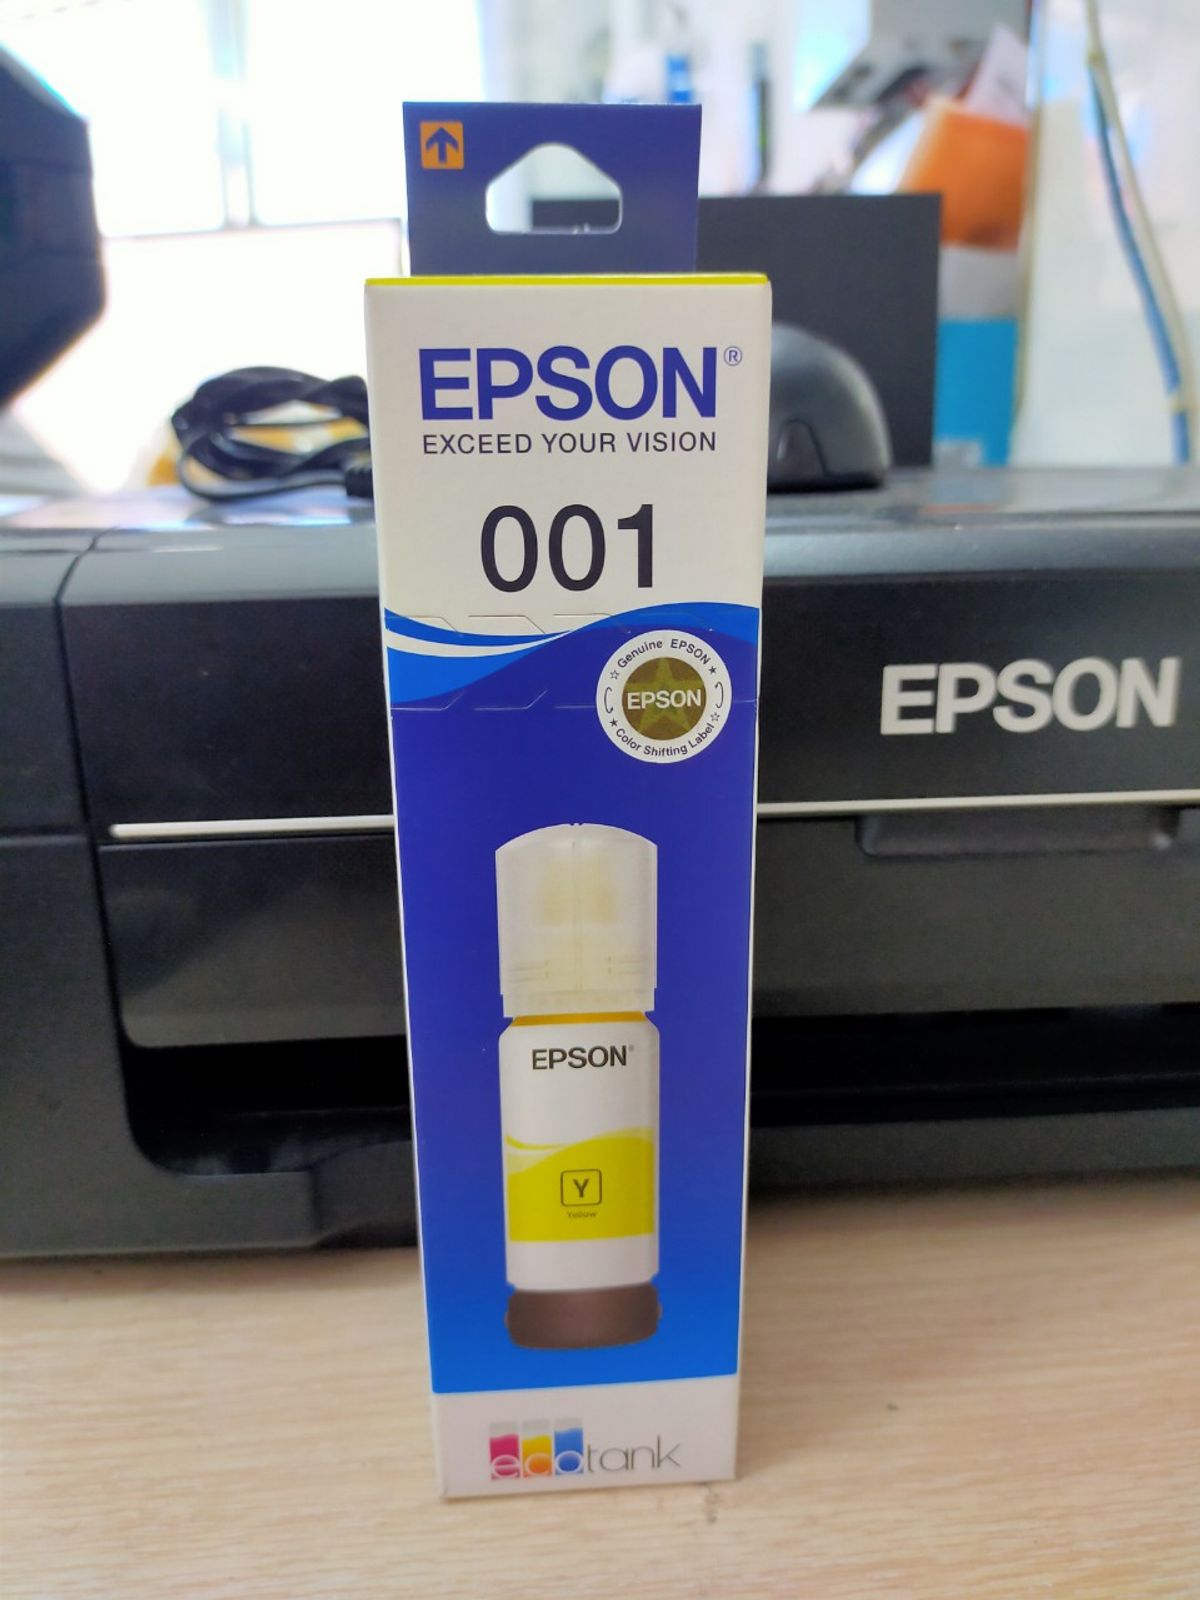 EPSON®
EXCEED YOUR VISION
001
☆ Genuine EPSON ★
EPSON
★ Color Shifting Label ☆
EPSON
EPSON®
Y
Yellow
ecotank